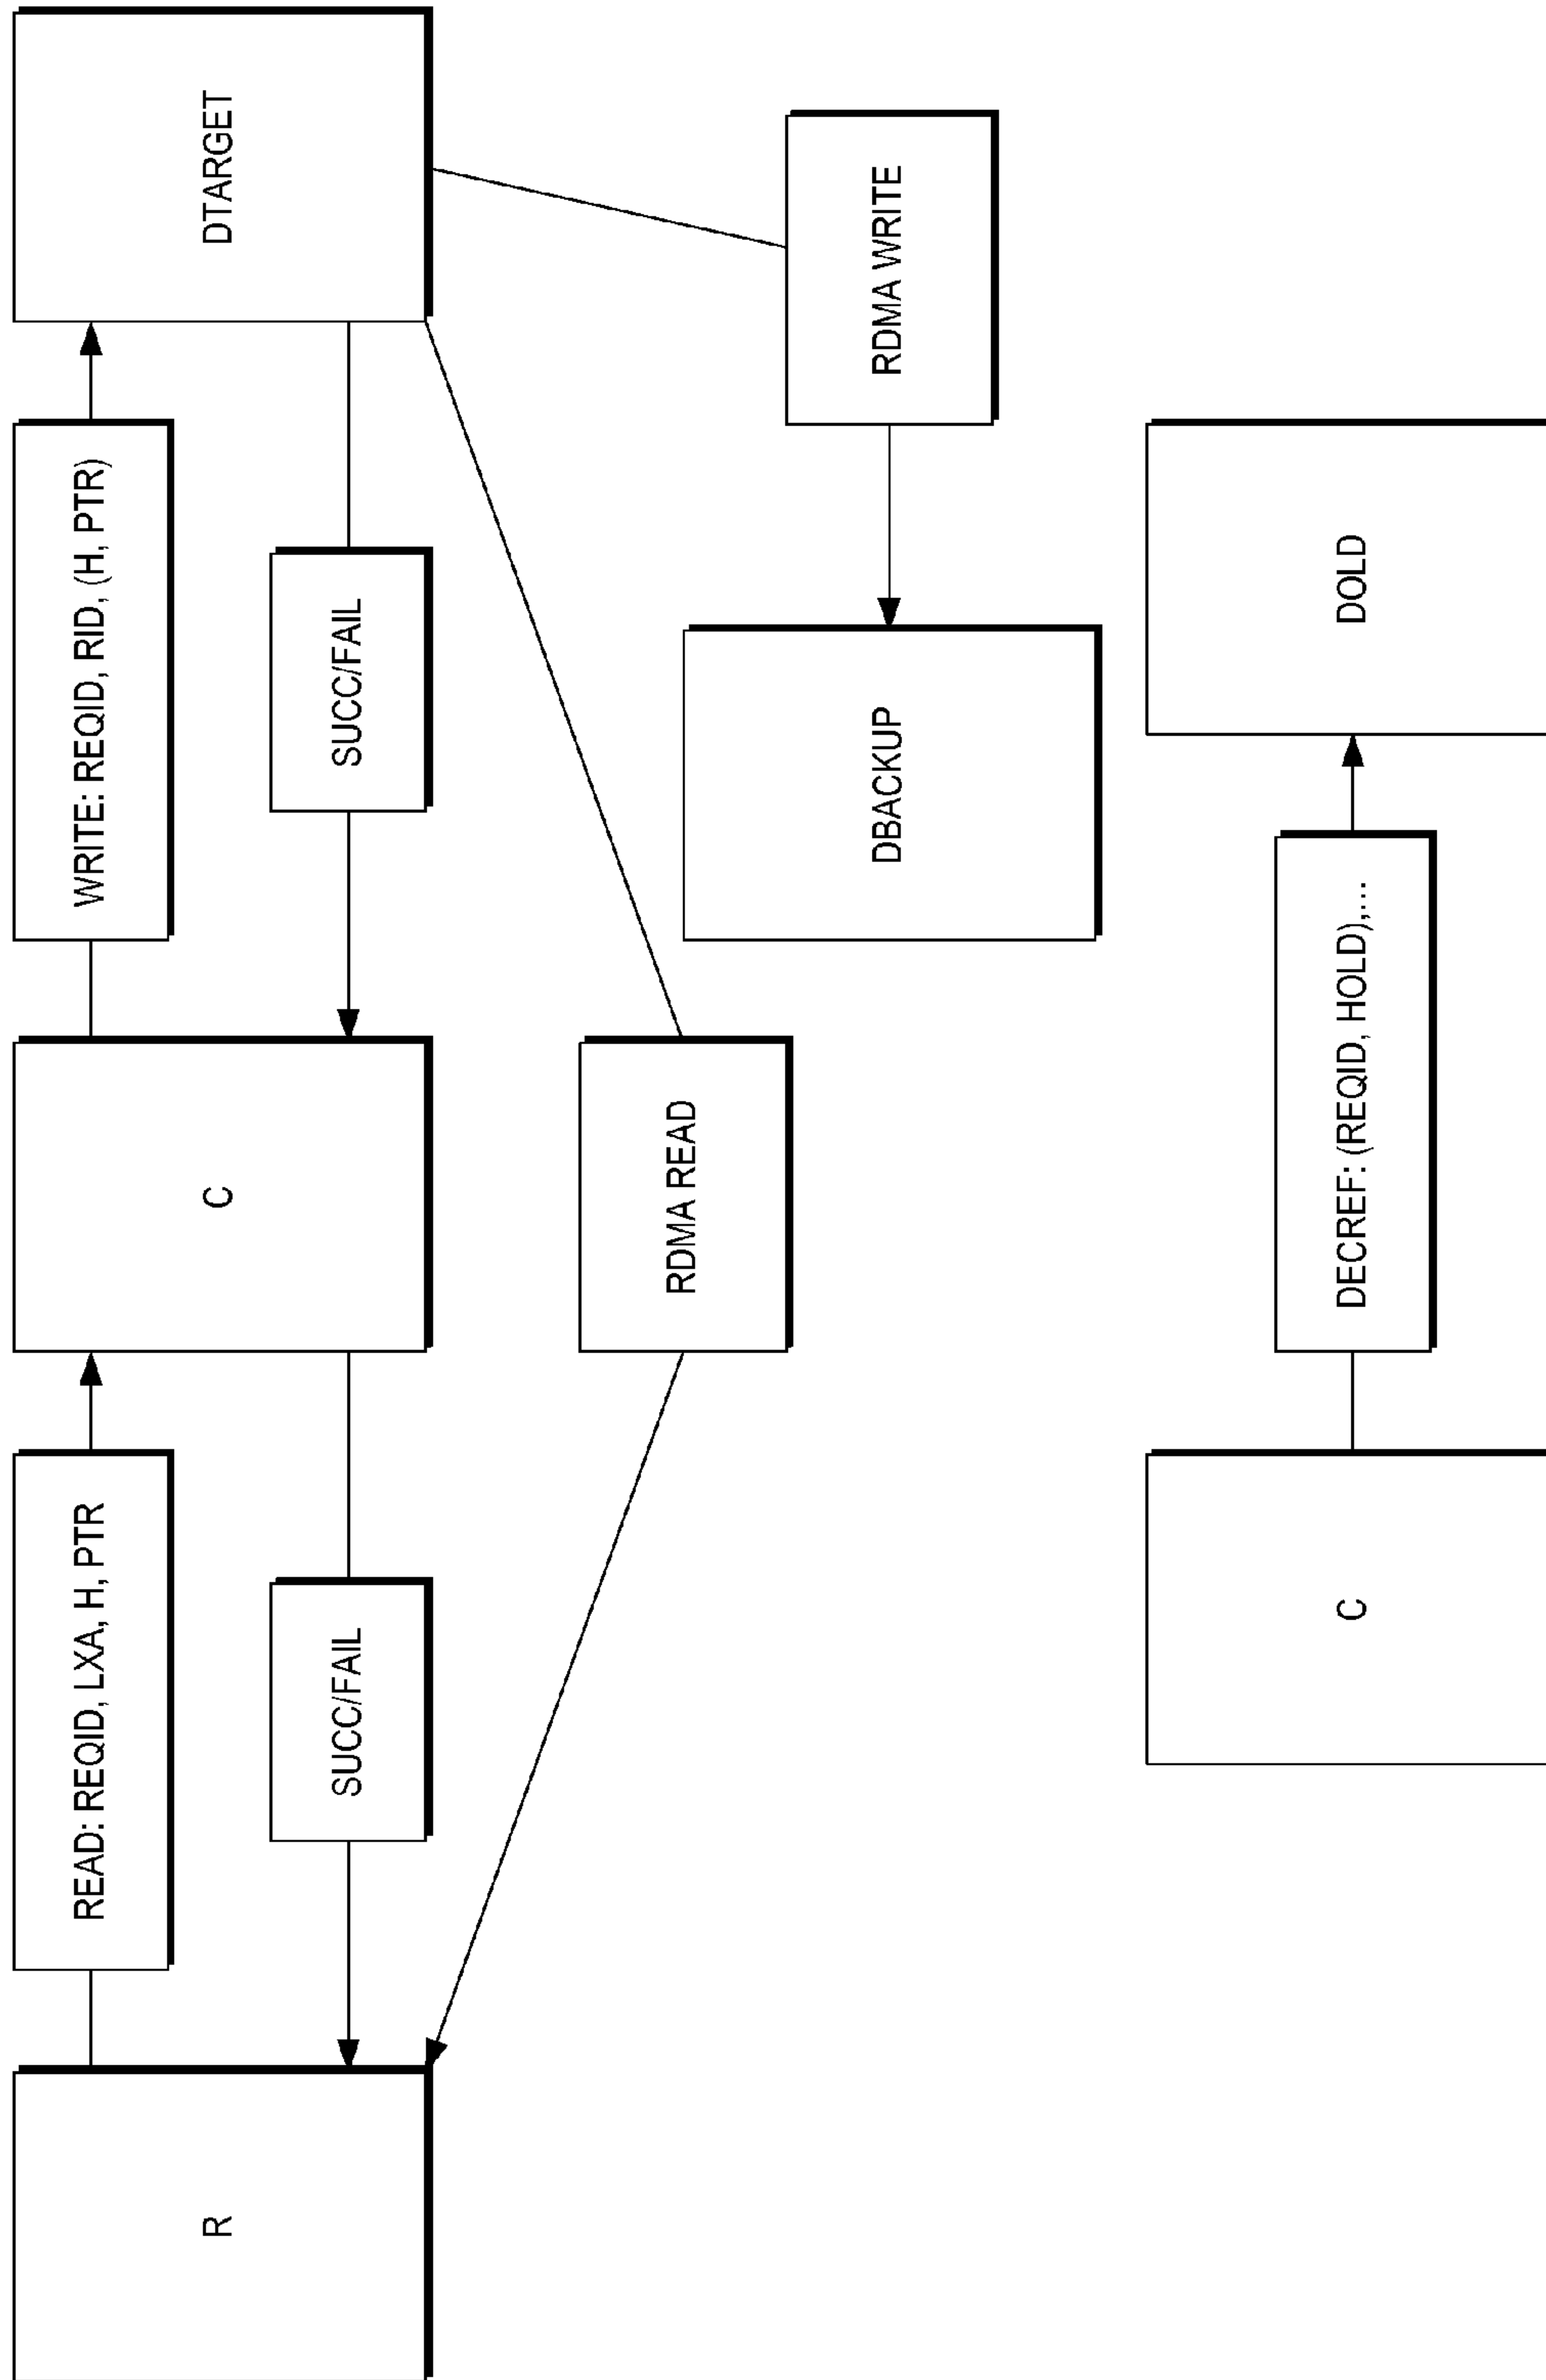 R
READ: REQID, LXA, H, PTR
C
WRITE: REQID, RID, (H, PTR)
DTARGET
SUCC/FAIL
SUCC/FAIL
RDMA READ
DBACKUP
RDMA WRITE
C
DECREF: (REQID, HOLD),...
DOLD